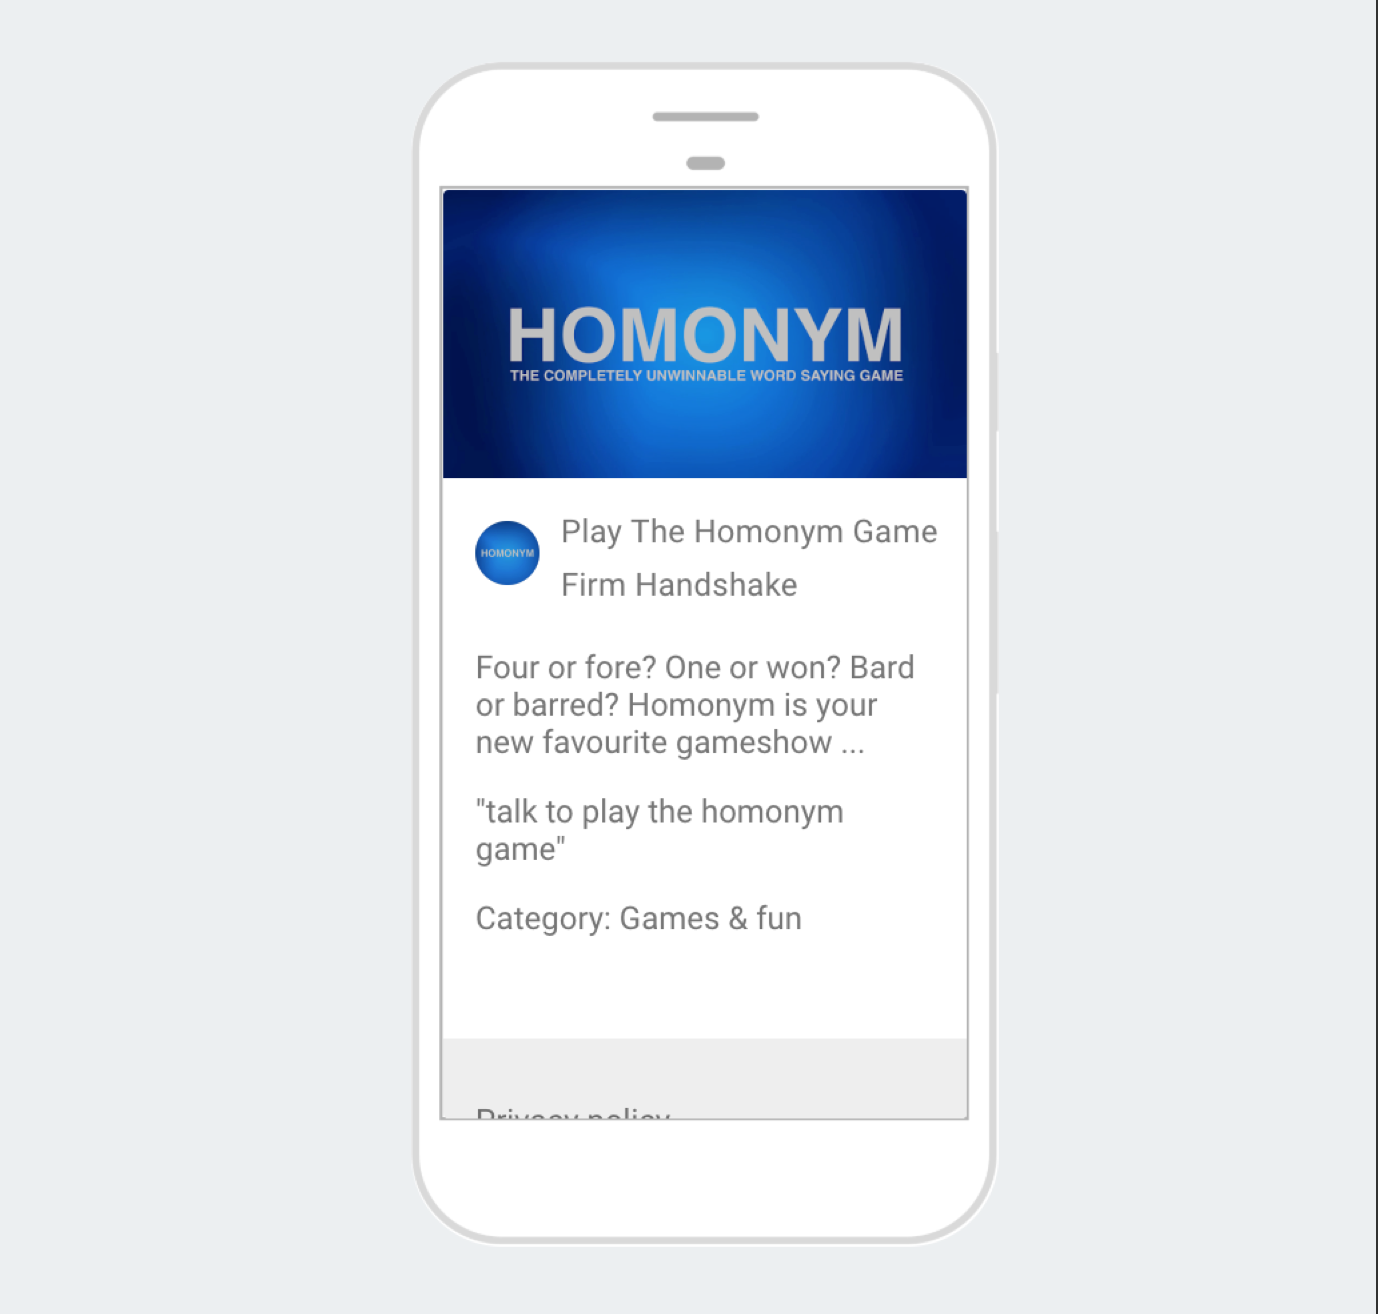 HOMONYM
THE COMPLETELY UNWINNABLE WORD SAYING GAME
HOMONYM
Play The Homonym Game
Firm Handshake
Four or fore? One or won? Bard
or barred? Homonym is your
new favourite gameshow ...
"talk to play the homonym
game"
Category: Games & fun
Privacy policy